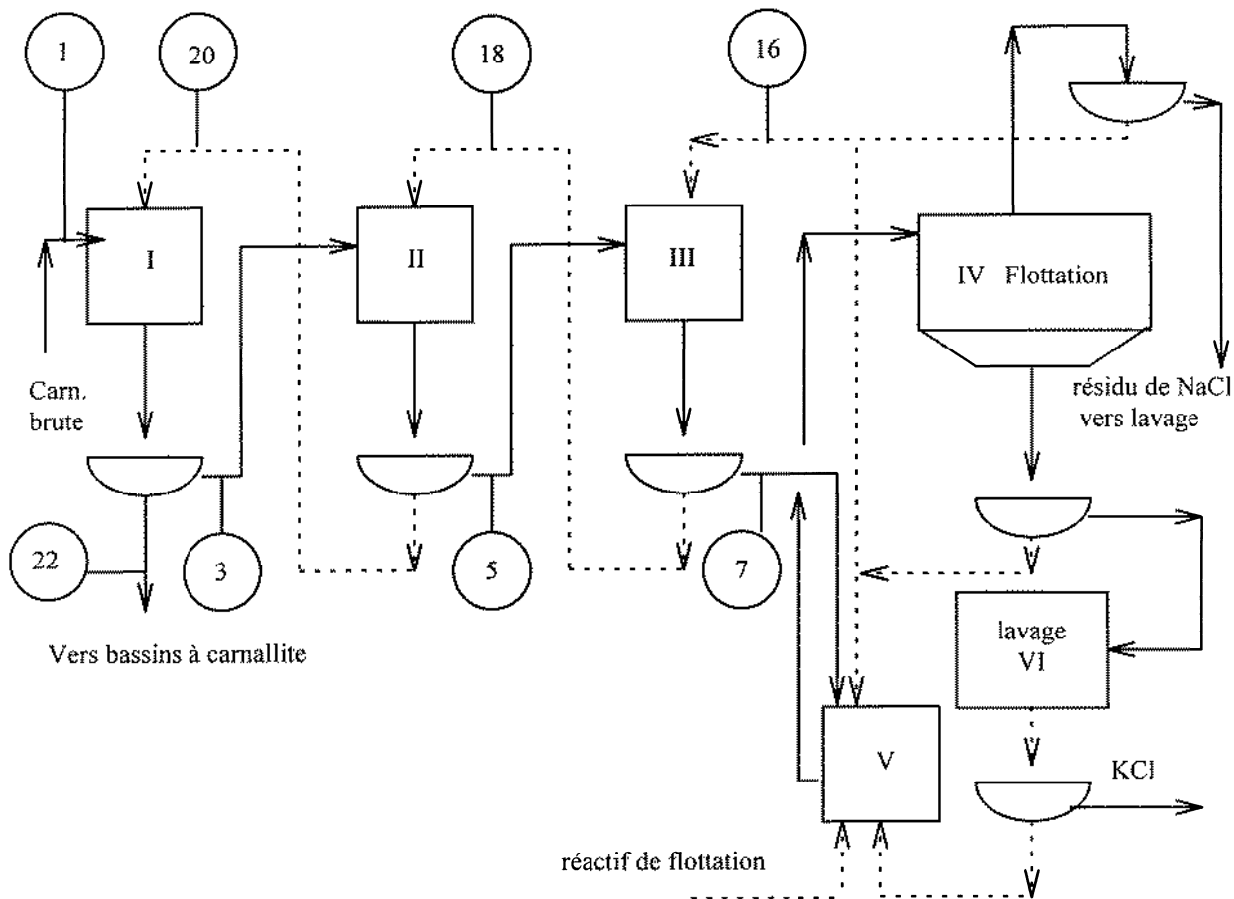 1
20
18
16
I
II
III
IV Flottation
Carn.
brute
résidu de NaCl
vers lavage
22
3
5
7
lavage
VI
Vers bassins à carnallite
V
KCl
réactif de flottation